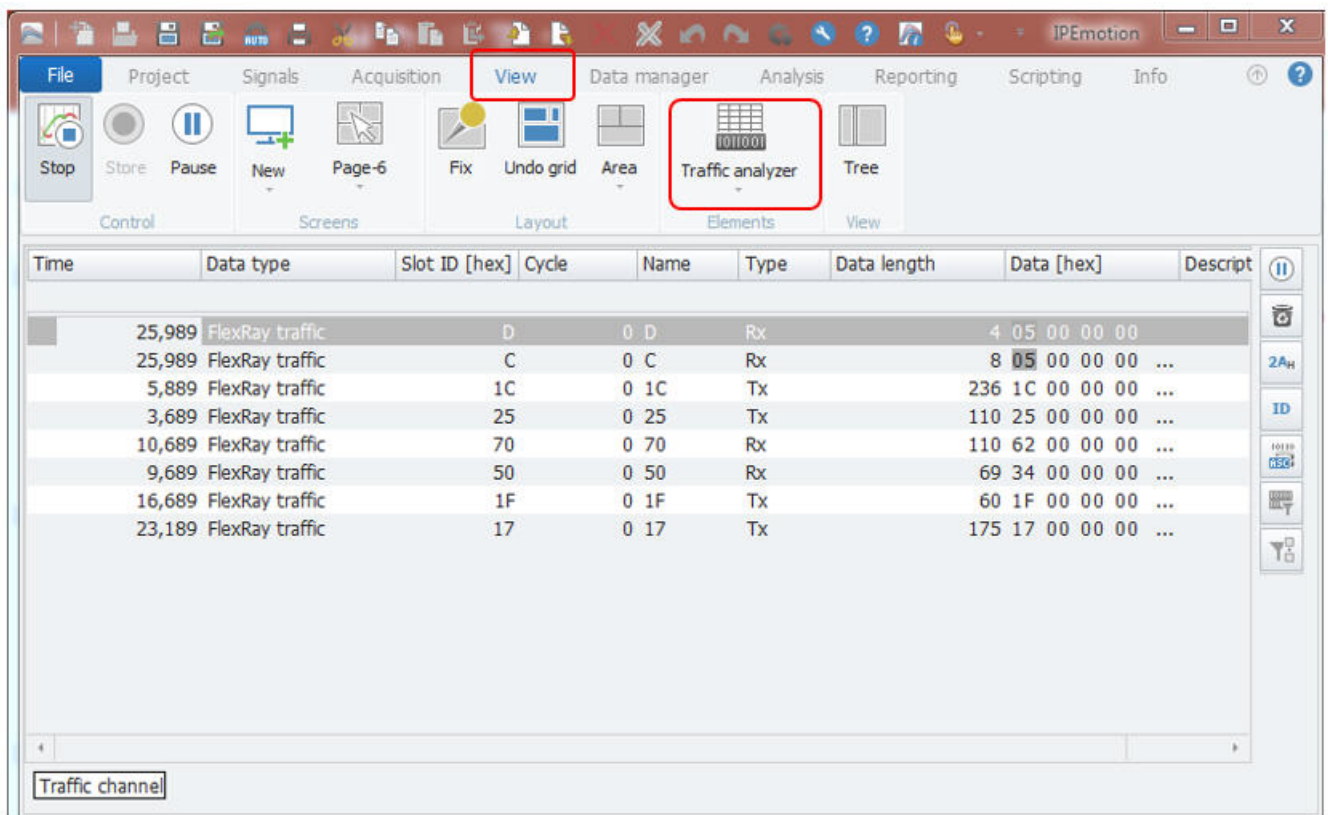 AUTO IPEmotion
File Project Signals Acquisition View Data manager Analysis Reporting Scripting Info
Stop Store Pause New Page-6 Fix Undo grid Area Traffic analyzer Tree
1011001
Control Screens Layout Elements View
Time Data type Slot ID [hex] Cycle Name Type Data length Data [hex] Descript
25,989 FlexRay traffic D 0 D Rx 4 05 00 00 00
25,989 FlexRay traffic C 0 C Rx 8 05 00 00 00 ...
5,889 FlexRay traffic 1C 0 1C Tx 236 1C 00 00 00 ...
3,689 FlexRay traffic 25 0 25 Tx 110 25 00 00 00 ...
10,689 FlexRay traffic 70 0 70 Rx 110 62 00 00 00 ...
9,689 FlexRay traffic 50 0 50 Rx 69 34 00 00 00 ...
16,689 FlexRay traffic 1F 0 1F Tx 60 1F 00 00 00 ...
23,189 FlexRay traffic 17 0 17 Tx 175 17 00 00 00 ...
2AH
ID
ASC
Traffic channel